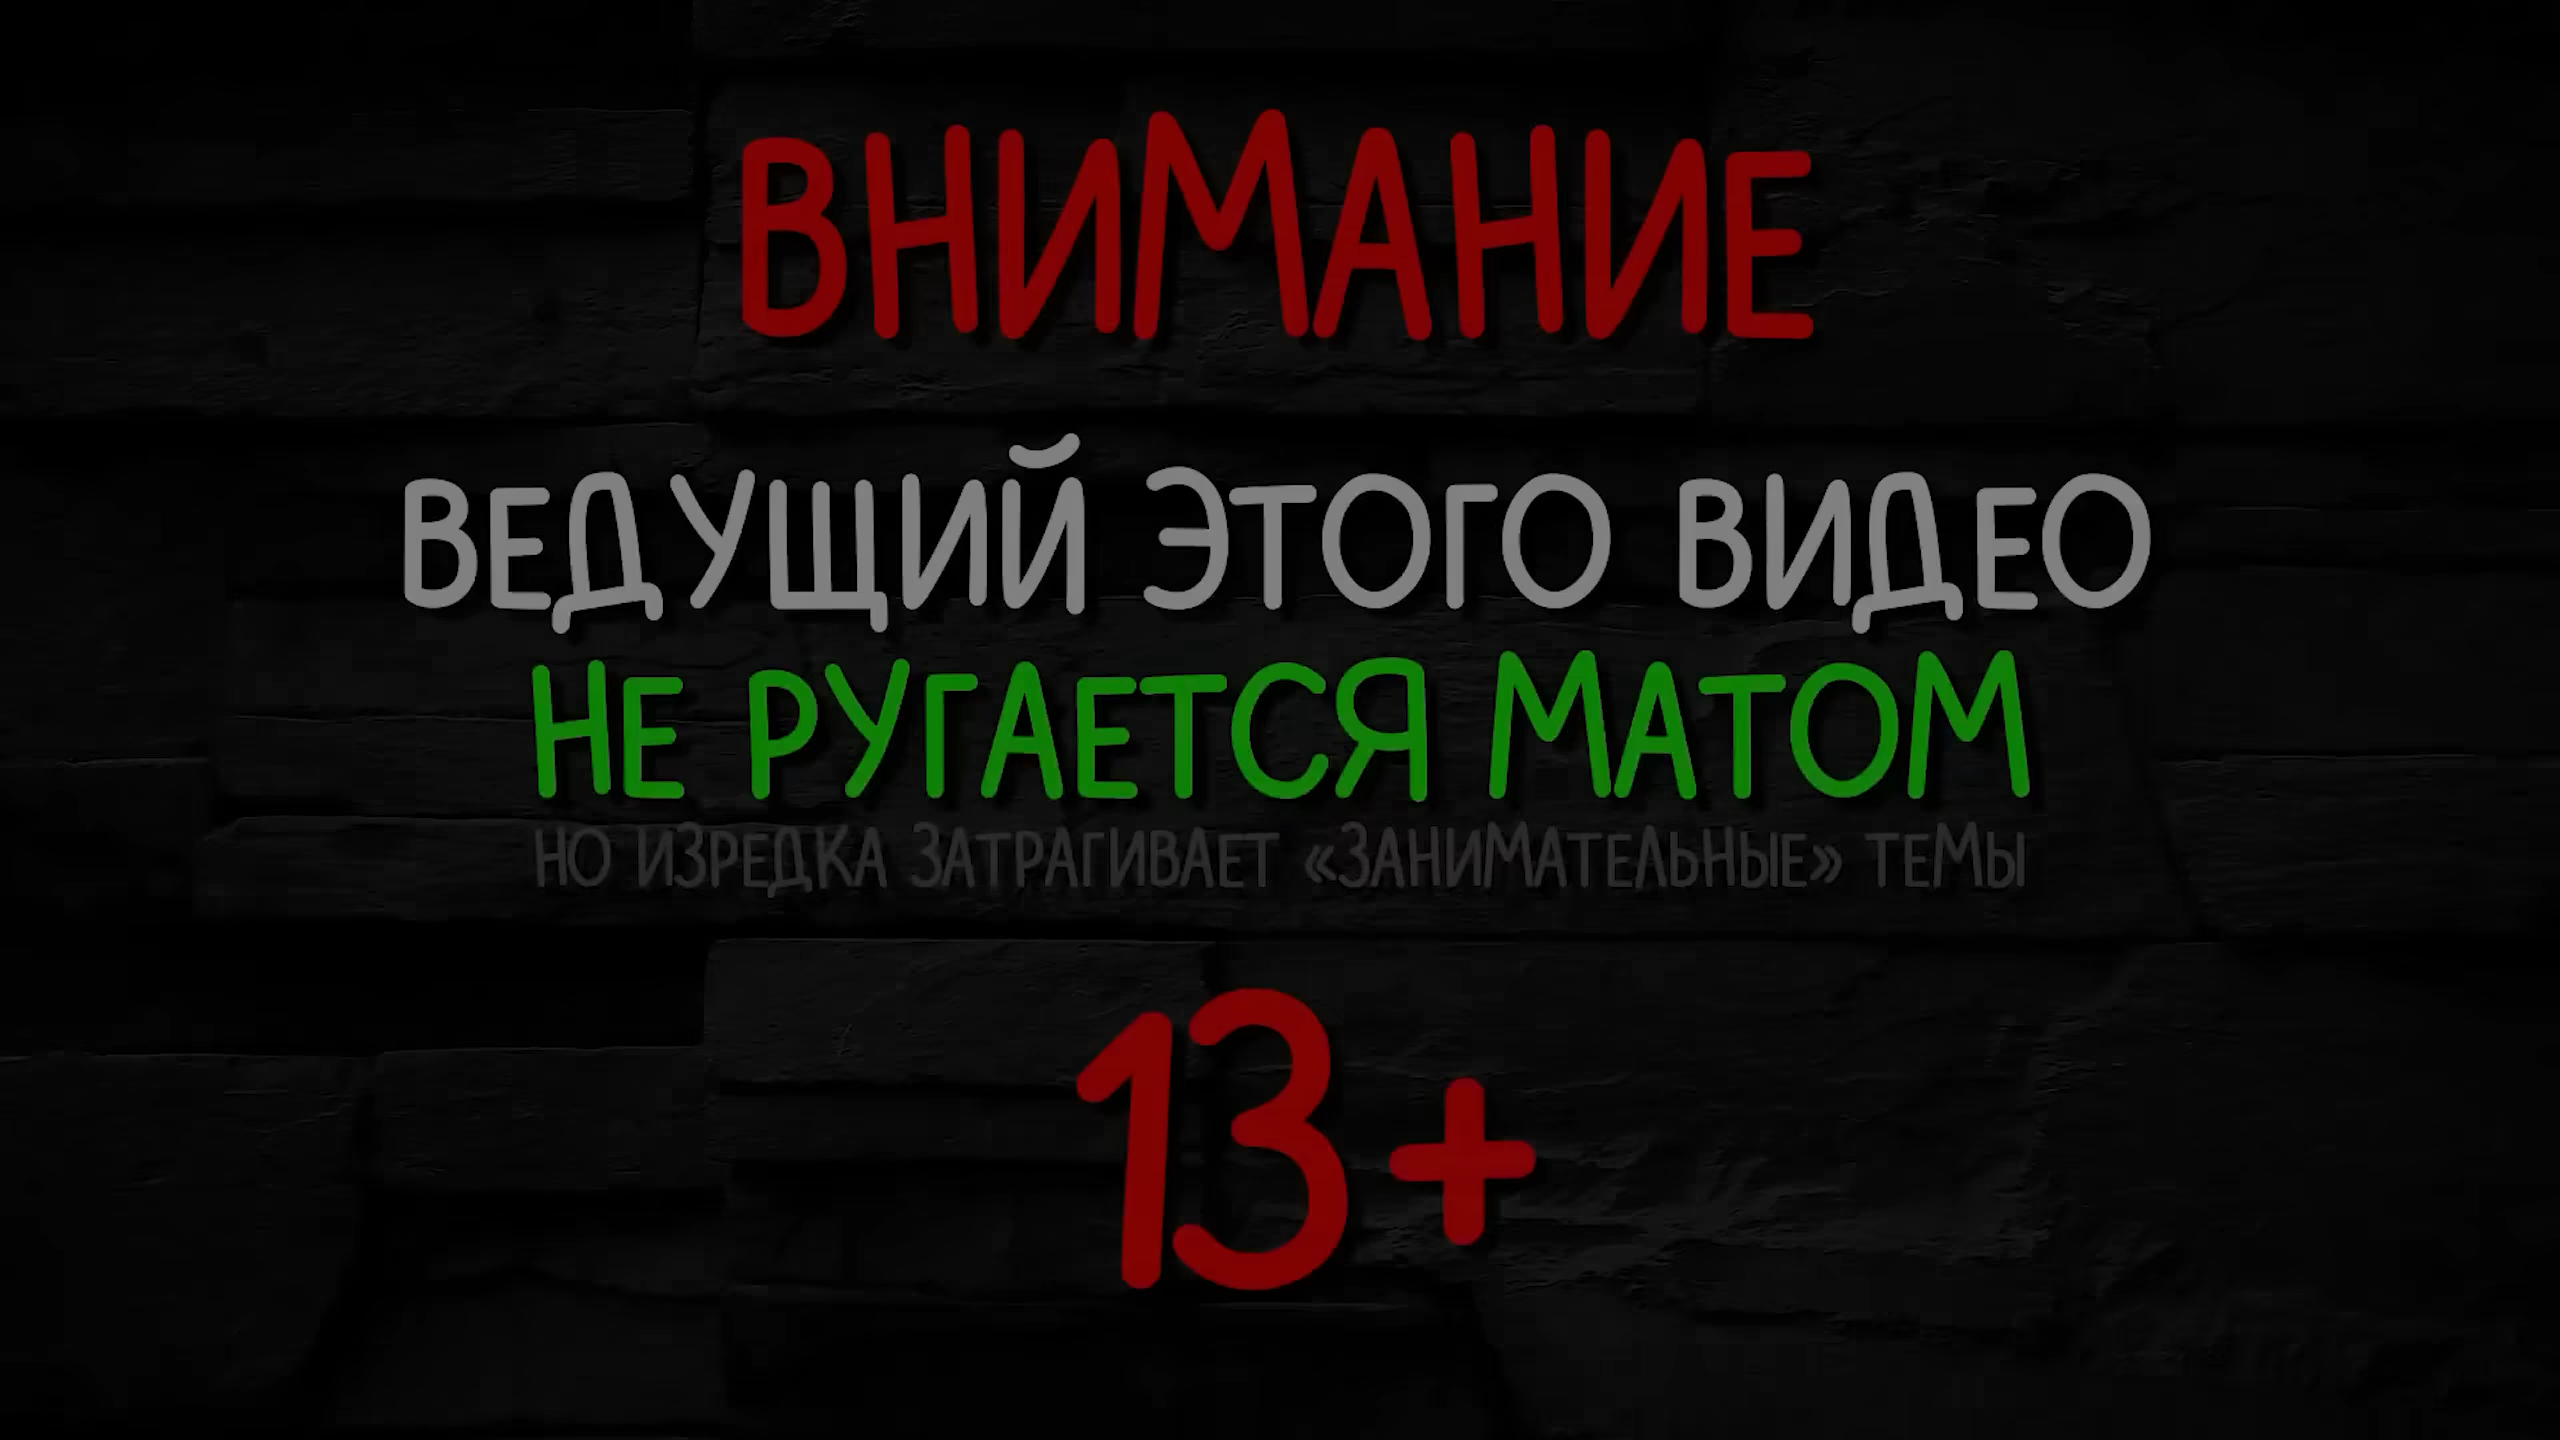 ВНИМАНИЕ
ВЕДУЩИЙ ЭТОГО ВИДЕО
НЕ РУГАЕТСЯ МАТОМ
НО ИЗРЕДКА ЗАТРАГИВАЕТ «ЗАНИМАТЕЛЬНЫЕ» ТЕМЫ
13+